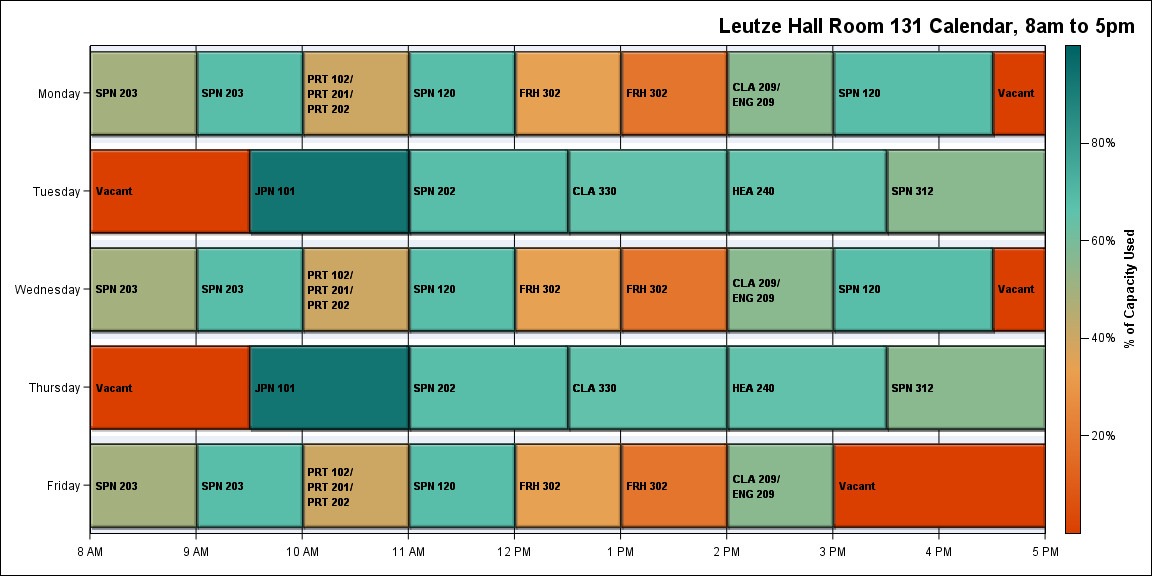 Leutze Hall Room 131 Calendar, 8am to 5pm
Monday
SPN 203
SPN 203
PRT 102/
PRT 201/
PRT 202
SPN 120
FRH 302
FRH 302
CLA 209/
ENG 209
SPN 120
Vacant
Tuesday
Vacant
JPN 101
SPN 202
CLA 330
HEA 240
SPN 312
Wednesday
SPN 203
SPN 203
PRT 102/
PRT 201/
PRT 202
SPN 120
FRH 302
FRH 302
CLA 209/
ENG 209
SPN 120
Vacant
Thursday
Vacant
JPN 101
SPN 202
CLA 330
HEA 240
SPN 312
Friday
SPN 203
SPN 203
PRT 102/
PRT 201/
PRT 202
SPN 120
FRH 302
FRH 302
CLA 209/
ENG 209
Vacant
8 AM
9 AM
10 AM
11 AM
12 PM
1 PM
2 PM
3 PM
4 PM
5 PM
80%
60%
40%
20%
% of Capacity Used